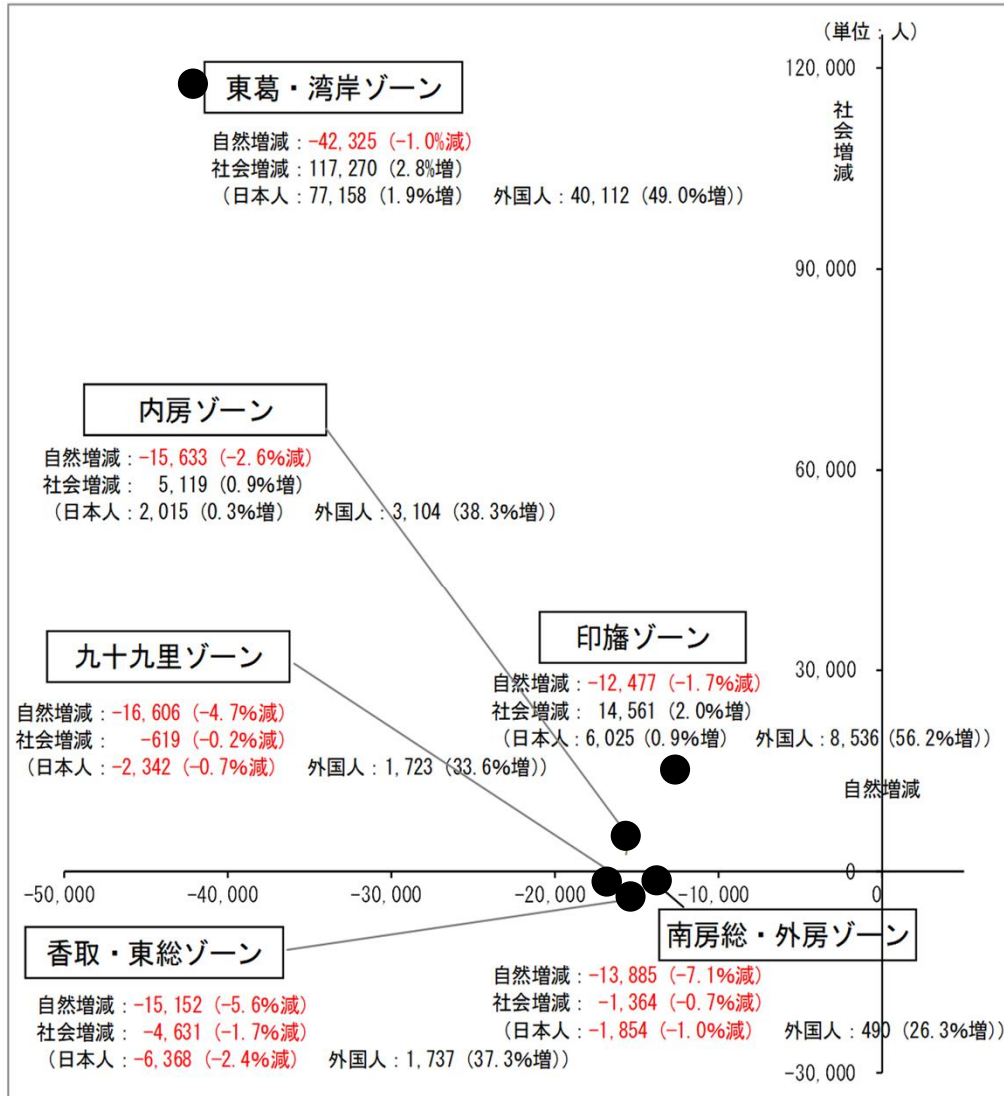 （単位：人）
120,000
社会増減
東葛・湾岸ゾーン
自然増減：-42,325 (-1.0%減)
社会増減：117,270 (2.8%増)
（日本人：77,158 (1.9%増)　外国人：40,112 (49.0%増)）
90,000
内房ゾーン
自然増減：-15,633 (-2.6%減)
社会増減：　5,119 (0.9%増)
（日本人：2,015 (0.3%増)　外国人：3,104 (38.3%増)）
60,000
九十九里ゾーン
自然増減：-16,606 (-4.7%減)
社会増減：　-619 (-0.2%減)
（日本人：-2,342 (-0.7%減)　外国人：1,723 (33.6%増)）
印旛ゾーン
30,000
自然増減：-12,477 (-1.7%減)
社会増減：　14,561 (2.0%増)
（日本人：6,025 (0.9%増)　外国人：8,536 (56.2%増)）
自然増減
0
-50,000　-40,000　-30,000　-20,000　-10,000　0
香取・東総ゾーン
自然増減：-15,152 (-5.6%減)
社会増減：　-4,631 (-1.7%減)
（日本人：-6,368 (-2.4%減)　外国人：1,737 (37.3%増)）
南房総・外房ゾーン
自然増減：-13,885 (-7.1%減)
社会増減：　-1,364 (-0.7%減)
（日本人：-1,854 (-1.0%減)　外国人：490 (26.3%増)）
-30,000